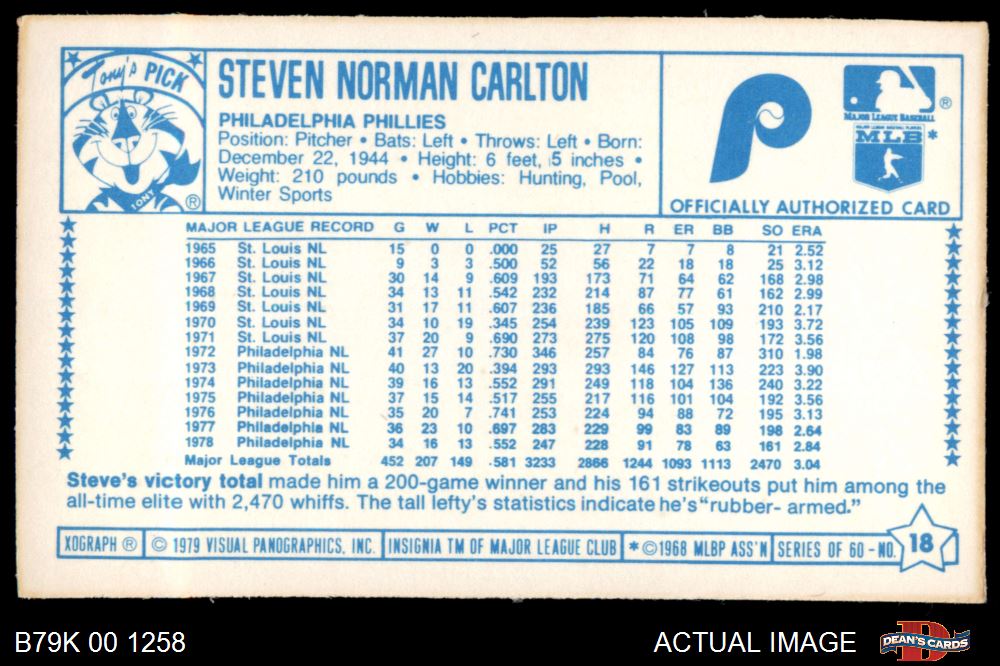 Tony's PICK
TONY ®
STEVEN NORMAN CARLTON
PHILADELPHIA PHILLIES
Position: Pitcher • Bats: Left • Throws: Left • Born:
December 22, 1944 • Height: 6 feet, 5 inches •
Weight: 210 pounds • Hobbies: Hunting, Pool,
Winter Sports
P
®
MAJOR LEAGUE BASEBALL
MAJOR LEAGUE BASEBALL PLAYERS
MLB *
OFFICIALLY AUTHORIZED CARD
MAJOR LEAGUE RECORD G W L PCT IP H R ER BB SO ERA
1965 St. Louis NL 15 0 0 .000 25 27 7 7 8 21 2.52
1966 St. Louis NL 9 3 3 .500 52 56 22 18 18 25 3.12
1967 St. Louis NL 30 14 9 .609 193 173 71 64 62 168 2.98
1968 St. Louis NL 34 13 11 .542 232 214 87 77 61 162 2.99
1969 St. Louis NL 31 17 11 .607 236 185 66 57 93 210 2.17
1970 St. Louis NL 34 10 19 .345 254 239 123 105 109 193 3.72
1971 St. Louis NL 37 20 9 .690 273 275 120 108 98 172 3.56
1972 Philadelphia NL 41 27 10 .730 346 257 84 76 87 310 1.98
1973 Philadelphia NL 40 13 20 .394 293 293 146 127 113 223 3.90
1974 Philadelphia NL 39 16 13 .552 291 249 118 104 136 240 3.22
1975 Philadelphia NL 37 15 14 .517 255 217 116 101 104 192 3.56
1976 Philadelphia NL 35 20 7 .741 253 224 94 88 72 195 3.13
1977 Philadelphia NL 36 23 10 .697 283 229 99 83 89 198 2.64
1978 Philadelphia NL 34 16 13 .552 247 228 91 78 63 161 2.84
Major League Totals 452 207 149 .581 3233 2866 1244 1093 1113 2470 3.04
Steve's victory total made him a 200-game winner and his 161 strikeouts put him among the
all-time elite with 2,470 whiffs. The tall lefty's statistics indicate he's "rubber- armed."
XOGRAPH ® © 1979 VISUAL PANOGRAPHICS, INC. INSIGNIA TM OF MAJOR LEAGUE CLUB * © 1968 MLBP ASS'N SERIES OF 60 - NO. 18
B79K 00 1258 ACTUAL IMAGE D DEAN'S CARDS